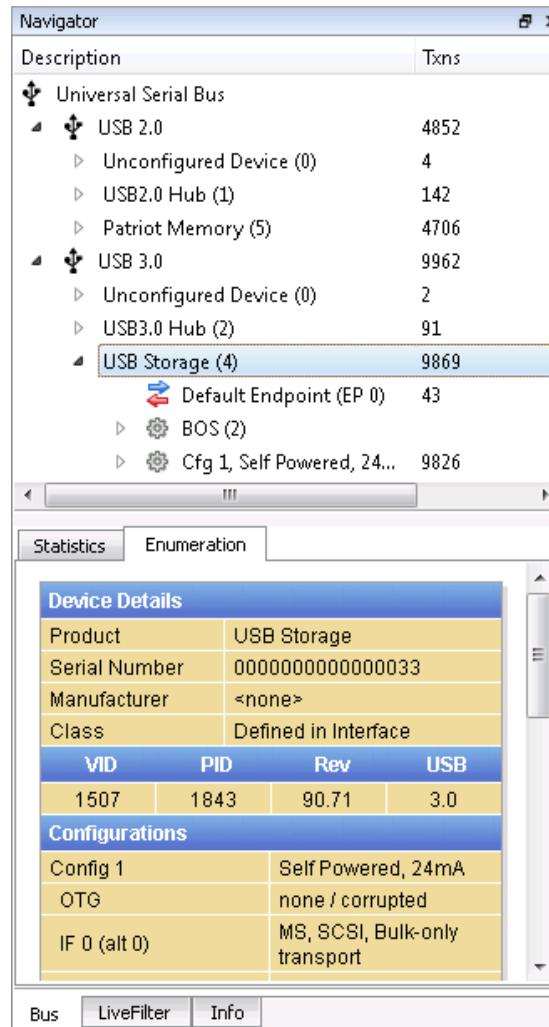 Navigator
Description Txns
Universal Serial Bus
USB 2.0 4852
Unconfigured Device (0) 4
USB2.0 Hub (1) 142
Patriot Memory (5) 4706
USB 3.0 9962
Unconfigured Device (0) 2
USB3.0 Hub (2) 91
USB Storage (4) 9869
Default Endpoint (EP 0) 43
BOS (2)
Cfg 1, Self Powered, 24... 9826
Statistics Enumeration
Device Details
Product USB Storage
Serial Number 0000000000000033
Manufacturer <none>
Class Defined in Interface
VID PID Rev USB
1507 1843 90.71 3.0
Configurations
Config 1 Self Powered, 24mA
OTG none / corrupted
IF 0 (alt 0) MS, SCSI, Bulk-only
transport
Bus LiveFilter Info